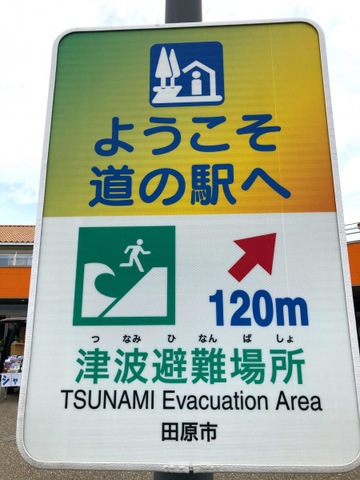 ようこそ
道の駅へ
120m
つ なみ ひ なん ば しょ
津波避難場所
TSUNAMI Evacuation Area
田原市